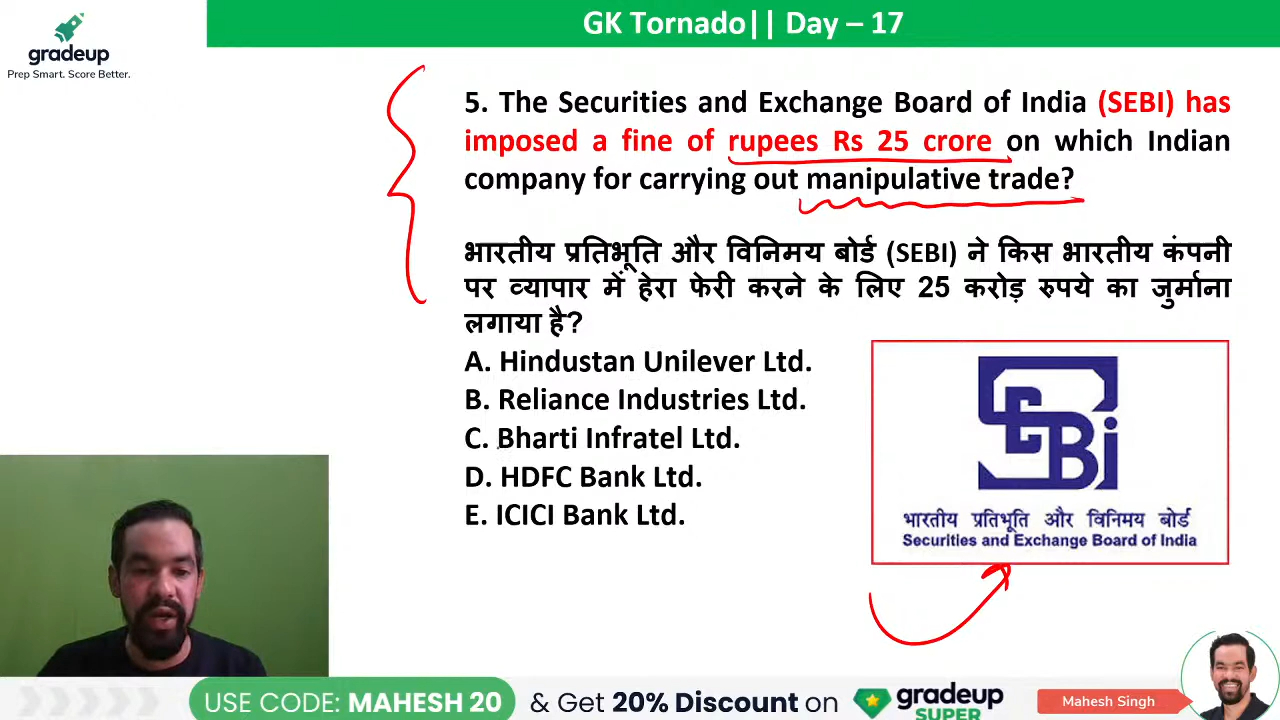 GK Tornado|| Day – 17
gradeup
Prep Smart. Score Better.
5. The Securities and Exchange Board of India (SEBI) has
imposed a fine of rupees Rs 25 crore on which Indian
company for carrying out manipulative trade?
भारतीय प्रतिभूति और विनिमय बोर्ड (SEBI) ने किस भारतीय कंपनी
पर व्यापार में हेरा फेरी करने के लिए 25 करोड़ रुपये का जुर्माना
लगाया है?
A. Hindustan Unilever Ltd.
B. Reliance Industries Ltd.
C. Bharti Infratel Ltd.
D. HDFC Bank Ltd.
E. ICICI Bank Ltd.
SEBI
भारतीय प्रतिभूति और विनिमय बोर्ड
Securities and Exchange Board of India
USE CODE: MAHESH 20 & Get 20% Discount on
gradeup
SUPER
Mahesh Singh